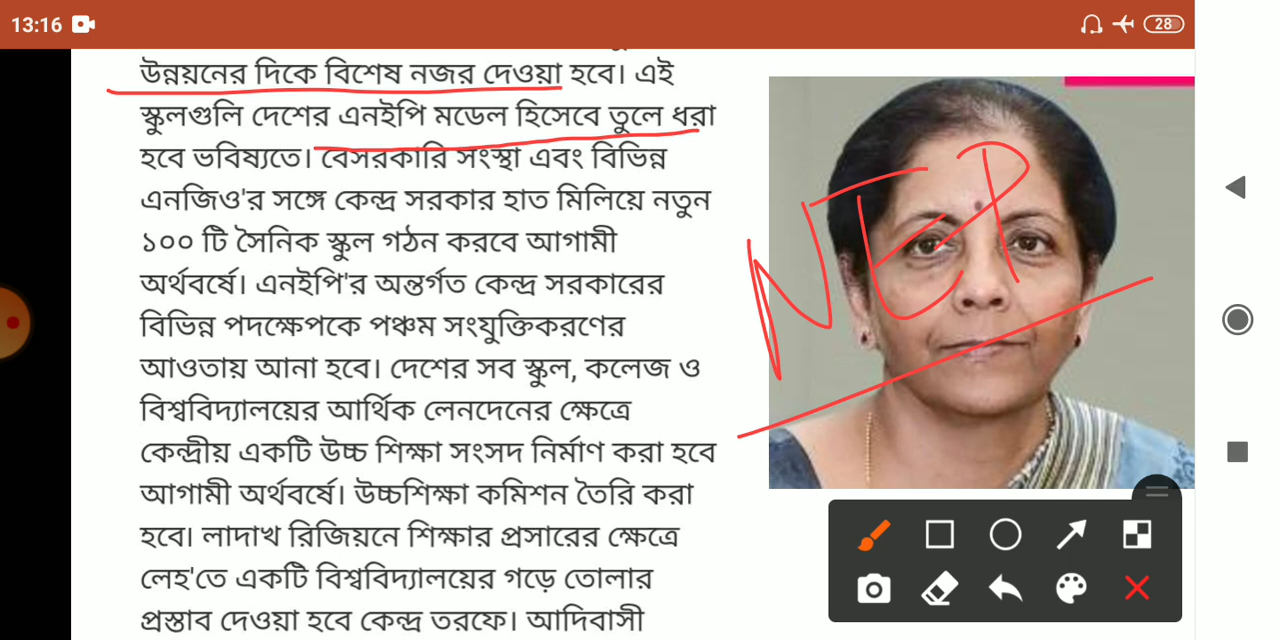 13:16
28
উন্নয়নের দিকে বিশেষ নজর দেওয়া হবে। এই
স্কুলগুলি দেশের এনইপি মডেল হিসেবে তুলে ধরা
হবে ভবিষ্যতে। বেসরকারি সংস্থা এবং বিভিন্ন
এনজিও'র সঙ্গে কেন্দ্র সরকার হাত মিলিয়ে নতুন
১০০ টি সৈনিক স্কুল গঠন করবে আগামী
অর্থবর্ষে। এনইপি'র অন্তর্গত কেন্দ্র সরকারের
বিভিন্ন পদক্ষেপকে পঞ্চম সংযুক্তিকরণের
আওতায় আনা হবে। দেশের সব স্কুল, কলেজ ও
বিশ্ববিদ্যালয়ের আর্থিক লেনদেনের ক্ষেত্রে
কেন্দ্রীয় একটি উচ্চ শিক্ষা সংসদ নির্মাণ করা হবে
আগামী অর্থবর্ষে। উচ্চশিক্ষা কমিশন তৈরি করা
হবে। লাদাখ রিজিয়নে শিক্ষার প্রসারের ক্ষেত্রে
লেহ'তে একটি বিশ্ববিদ্যালয়ের গড়ে তোলার
প্রস্তাব দেওয়া হবে কেন্দ্র তরফে। আদিবাসী
NEP